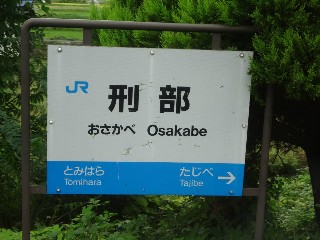 JR
刑部
おさかべ Osakabe
とみはら たじべ
Tomihara Tajibe →